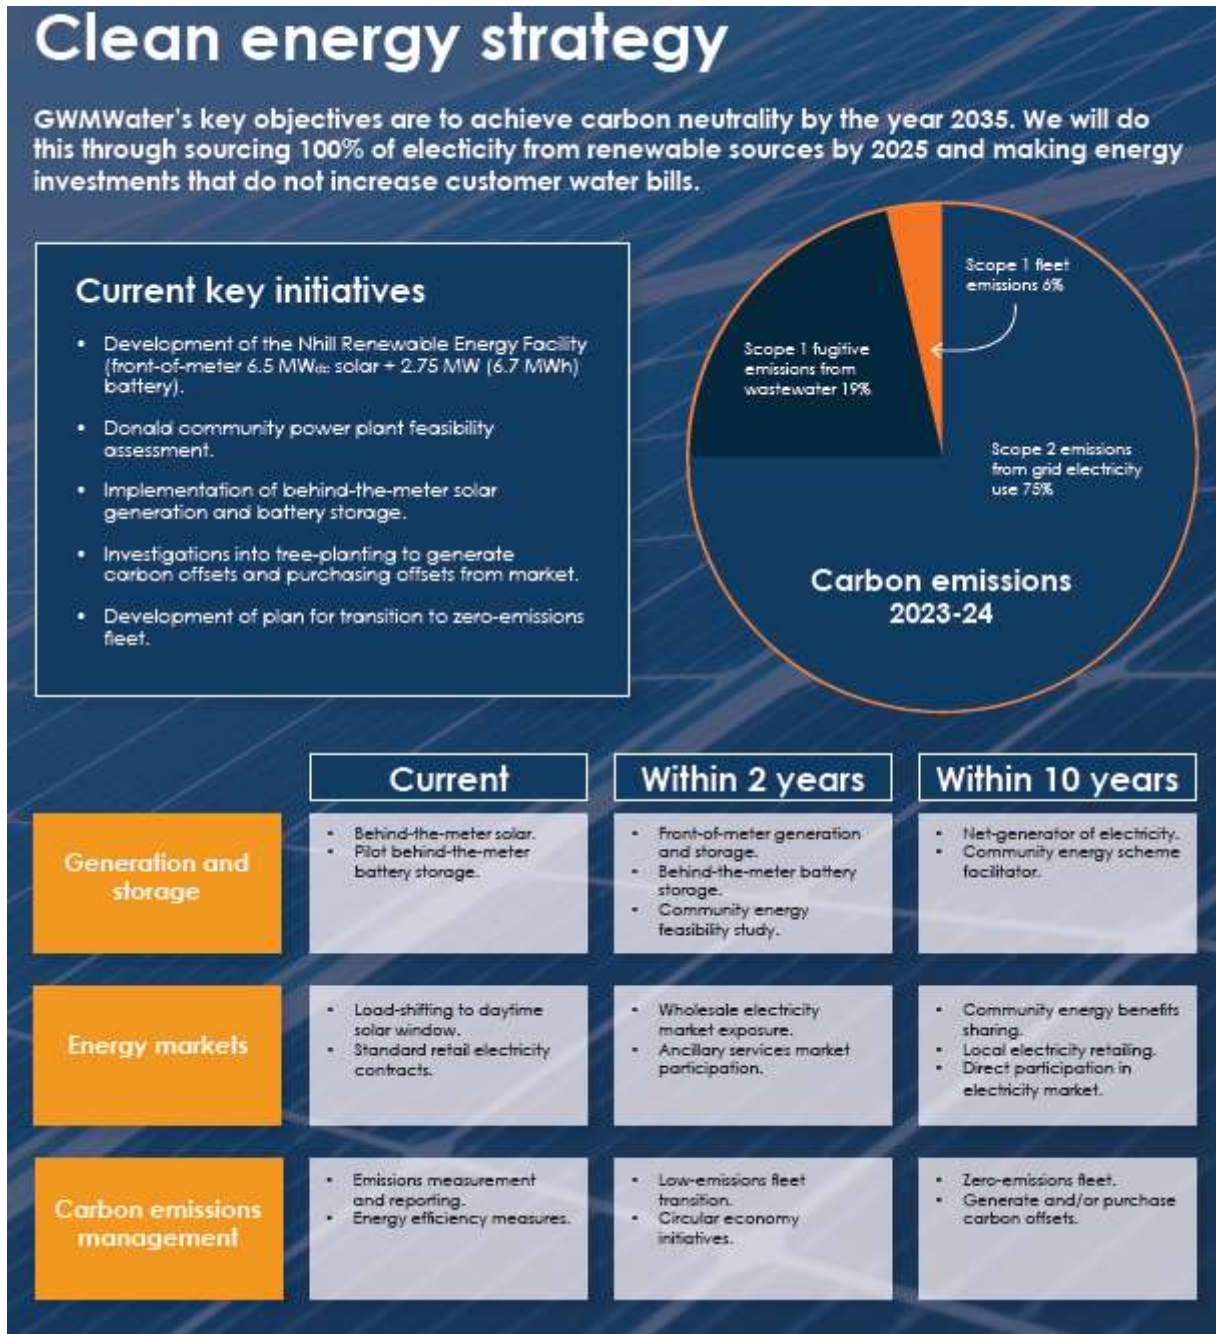 Clean energy strategy
GWMWater's key objectives are to achieve carbon neutrality by the year 2035. We will do
this through sourcing 100% of electicity from renewable sources by 2025 and making energy
investments that do not increase customer water bills.
Current key initiatives
• Development of the Nhill Renewable Energy Facility
(front-of-meter 6.5 MWdc solar + 2.75 MW (6.7 MWh)
battery).
• Donald community power plant feasibility
assessment.
• Implementation of behind-the-meter solar
generation and battery storage.
• Investigations into tree-planting to generate
carbon offsets and purchasing offsets from market.
• Development of plan for transition to zero-emissions
fleet.
Scope 1 fleet
emissions 6%
Scope 1 fugitive
emissions from
wastewater 19%
Scope 2 emissions
from grid electricity
use 75%
Carbon emissions
2023-24
Current
Within 2 years
Within 10 years
Generation and
storage
• Behind-the-meter solar.
• Pilot behind-the-meter
battery storage.
• Front-of-meter generation
and storage.
• Behind-the-meter battery
storage.
• Community energy
feasibility study.
• Net-generator of electricity.
• Community energy scheme
facilitator.
Energy markets
• Load-shifting to daytime
solar window.
• Standard retail electricity
contracts.
• Wholesale electricity
market exposure.
• Ancillary services market
participation.
• Community energy benefits
sharing.
• Local electricity retailing.
• Direct participation in
electricity market.
Carbon emissions
management
• Emissions measurement
and reporting.
• Energy efficiency measures.
• Low-emissions fleet
transition.
• Circular economy
initiatives.
• Zero-emissions fleet.
• Generate and/or purchase
carbon offsets.